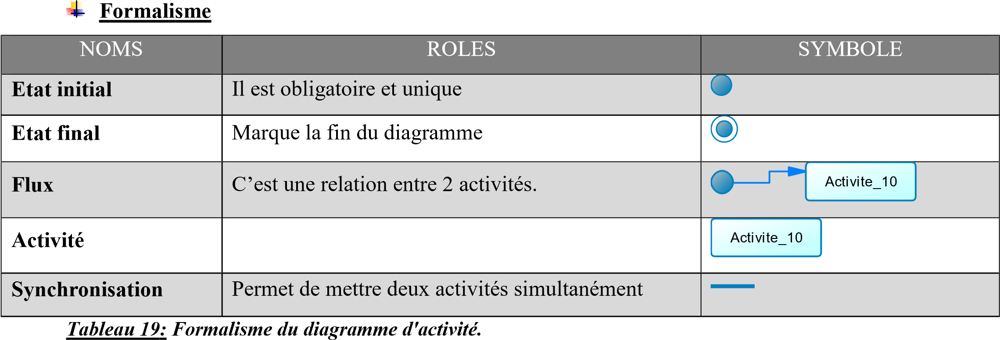 Formalisme
NOMS ROLES SYMBOLE
Etat initial Il est obligatoire et unique
Etat final Marque la fin du diagramme
Flux C’est une relation entre 2 activités. Activite_10
Activité Activite_10
Synchronisation Permet de mettre deux activités simultanément
Tableau 19: Formalisme du diagramme d'activité.